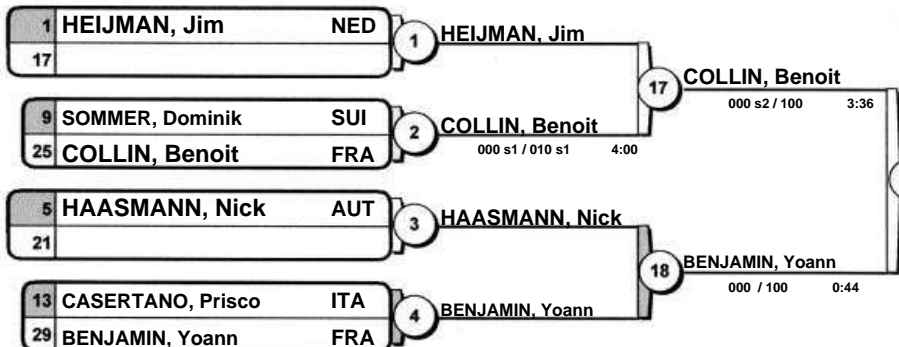 1 HEIJMAN, Jim NED
17
1 HEIJMAN, Jim
9 SOMMER, Dominik SUI
25 COLLIN, Benoit FRA
2 COLLIN, Benoit
000 s1 / 010 s1 4:00
17 COLLIN, Benoit
000 s2 / 100 3:36
5 HAASMANN, Nick AUT
21
3 HAASMANN, Nick
13 CASERTANO, Prisco ITA
29 BENJAMIN, Yoann FRA
4 BENJAMIN, Yoann
18 BENJAMIN, Yoann
000 / 100 0:44